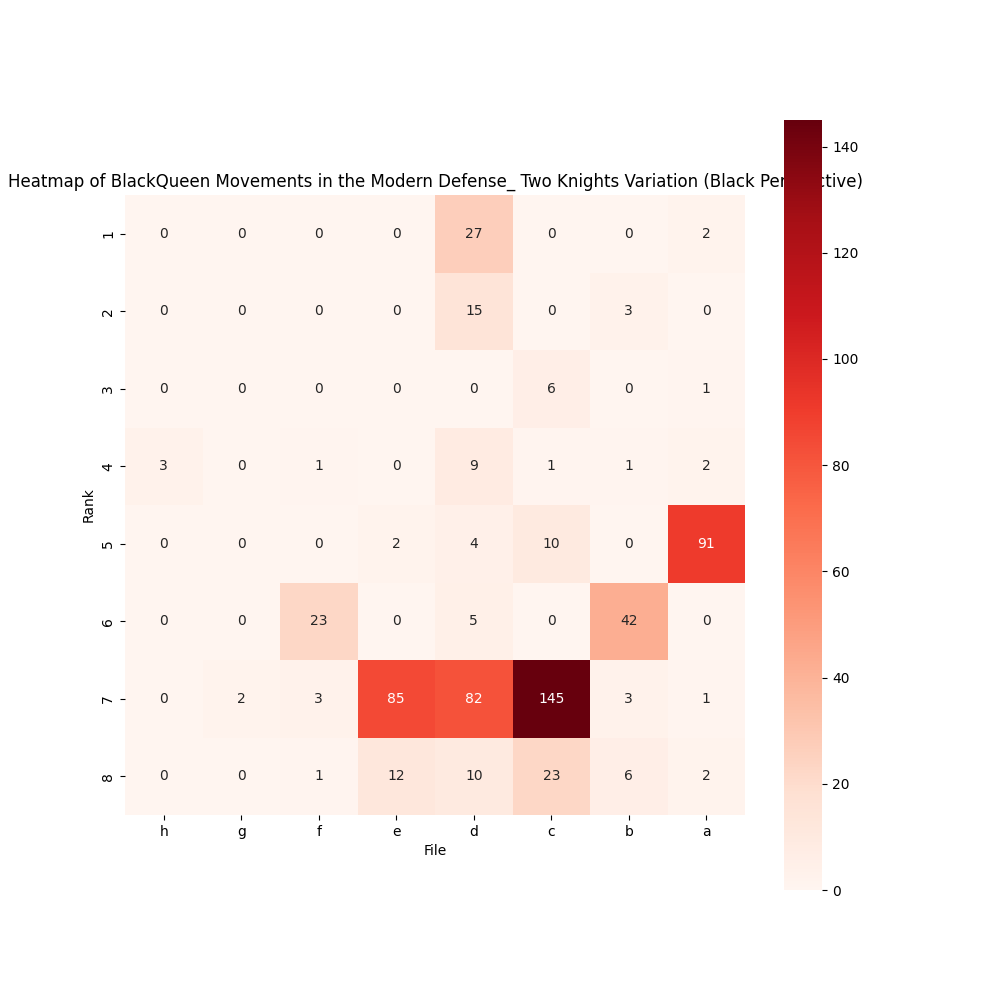 Heatmap of BlackQueen Movements in the Modern Defense_ Two Knights Variation (Black Per ctive)
1 0 0 0 0 27 0 0 2
2 0 0 0 0 15 0 3 0
3 0 0 0 0 0 6 0 1
4 3 0 1 0 9 1 1 2
5 0 0 0 2 4 10 0 91
6 0 0 23 0 5 0 42 0
7 0 2 3 85 82 145 3 1
8 0 0 1 12 10 23 6 2
h g f e d c b a
File
Rank
140
120
100
80
60
40
20
0